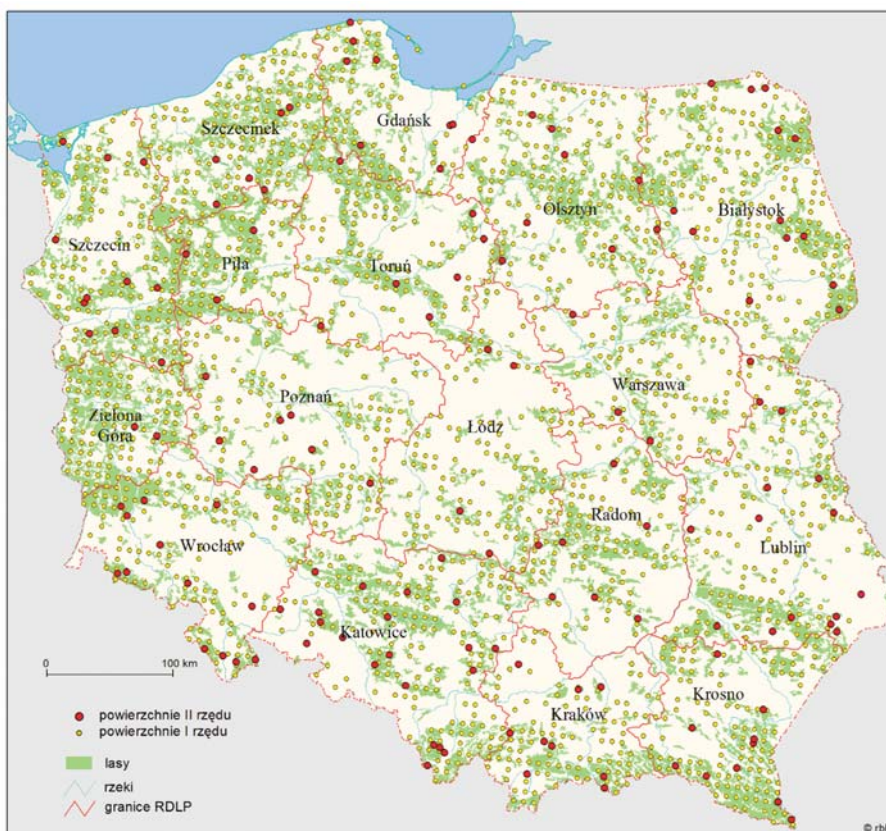 Gdańsk
Szczecinek
Olsztyn
Białystok
Szczecin
Piła
Toruń
Warszawa
Poznań
Zielona
Góra
Łódź
Radom
Wrocław
Lublin
Katowice
Krosno
Kraków
0 100 km
powierzchnie II rzędu
powierzchnie I rzędu
lasy
rzeki
granice RDLP